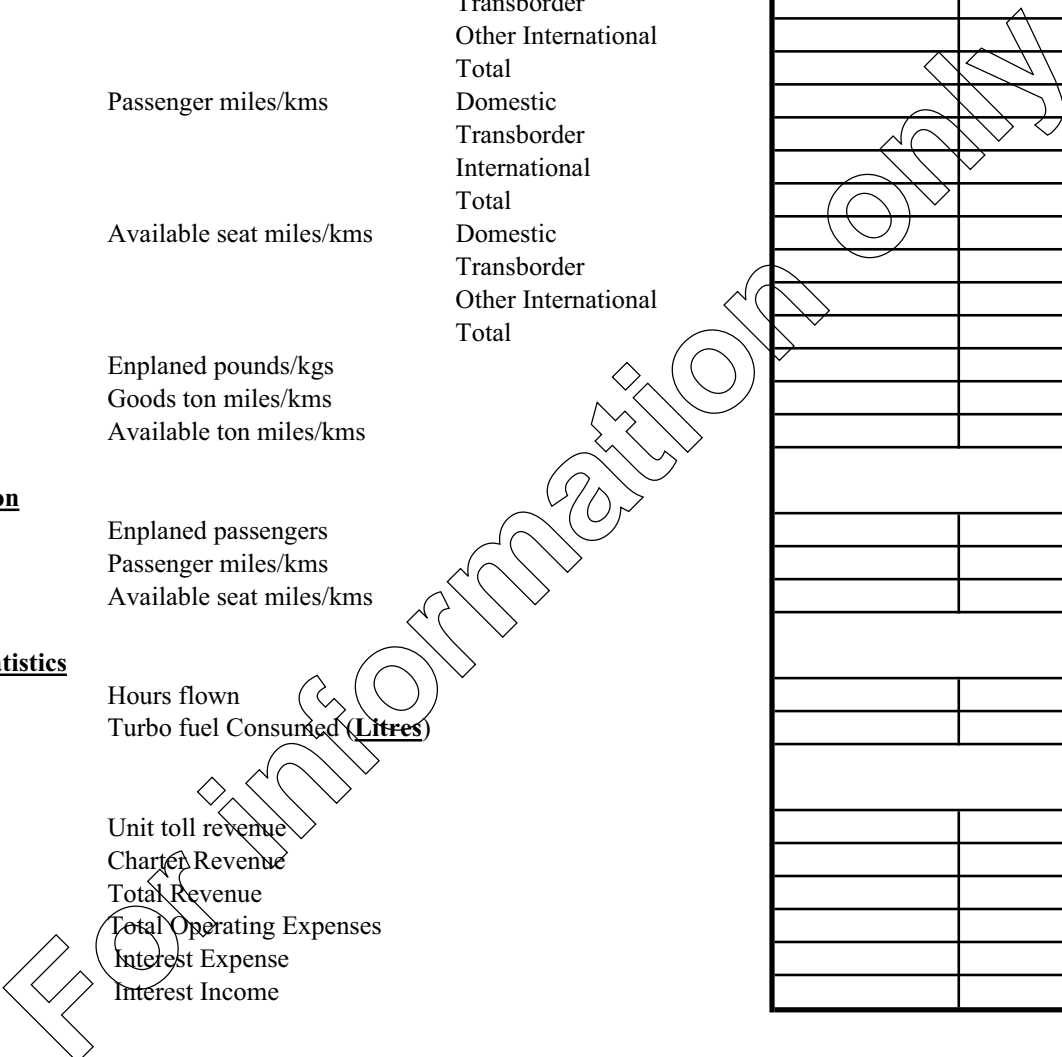 Transborder
Other International
Total
Passenger miles/kms Domestic
Transborder
International
Total
Available seat miles/kms Domestic
Transborder
Other International
Total
Enplaned pounds/kgs
Goods ton miles/kms
Available ton miles/kms
on
Enplaned passengers
Passenger miles/kms
Available seat miles/kms
tistics
Hours flown
Turbo fuel Consumed (Litres)
Unit toll revenue
Charter Revenue
Total Revenue
Total Operating Expenses
Interest Expense
Interest Income
For information only